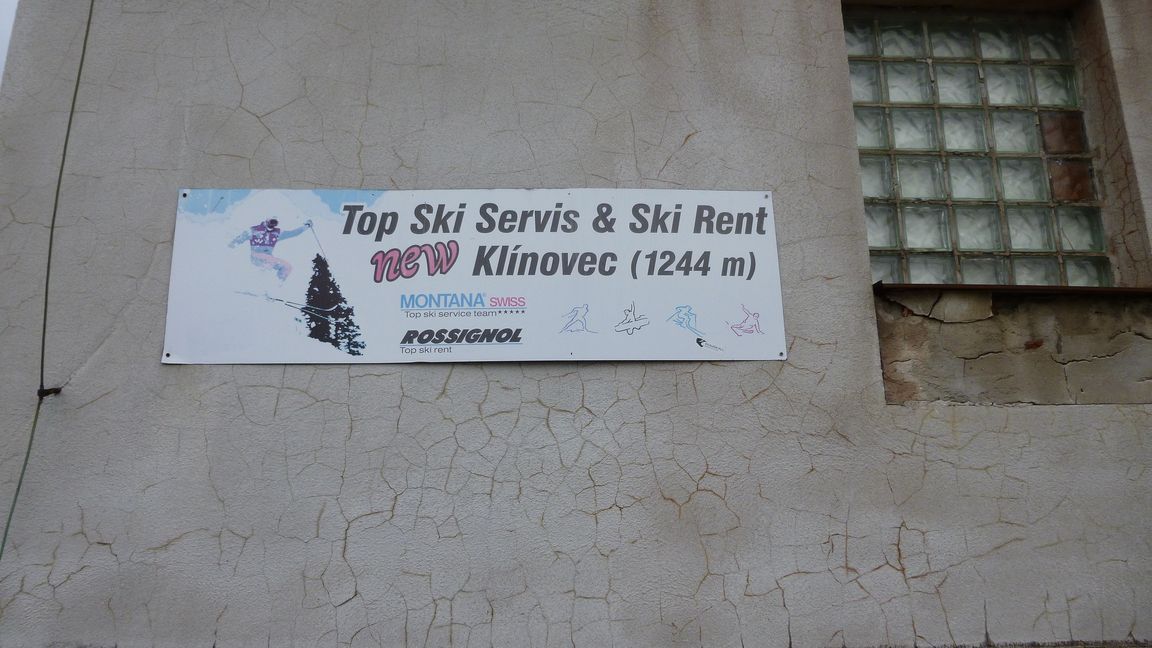 Top Ski Servis & Ski Rent
new Klínovec (1244 m)
MONTANA® SWISS
Top ski service team*****
ROSSIGNOL
Top ski rent